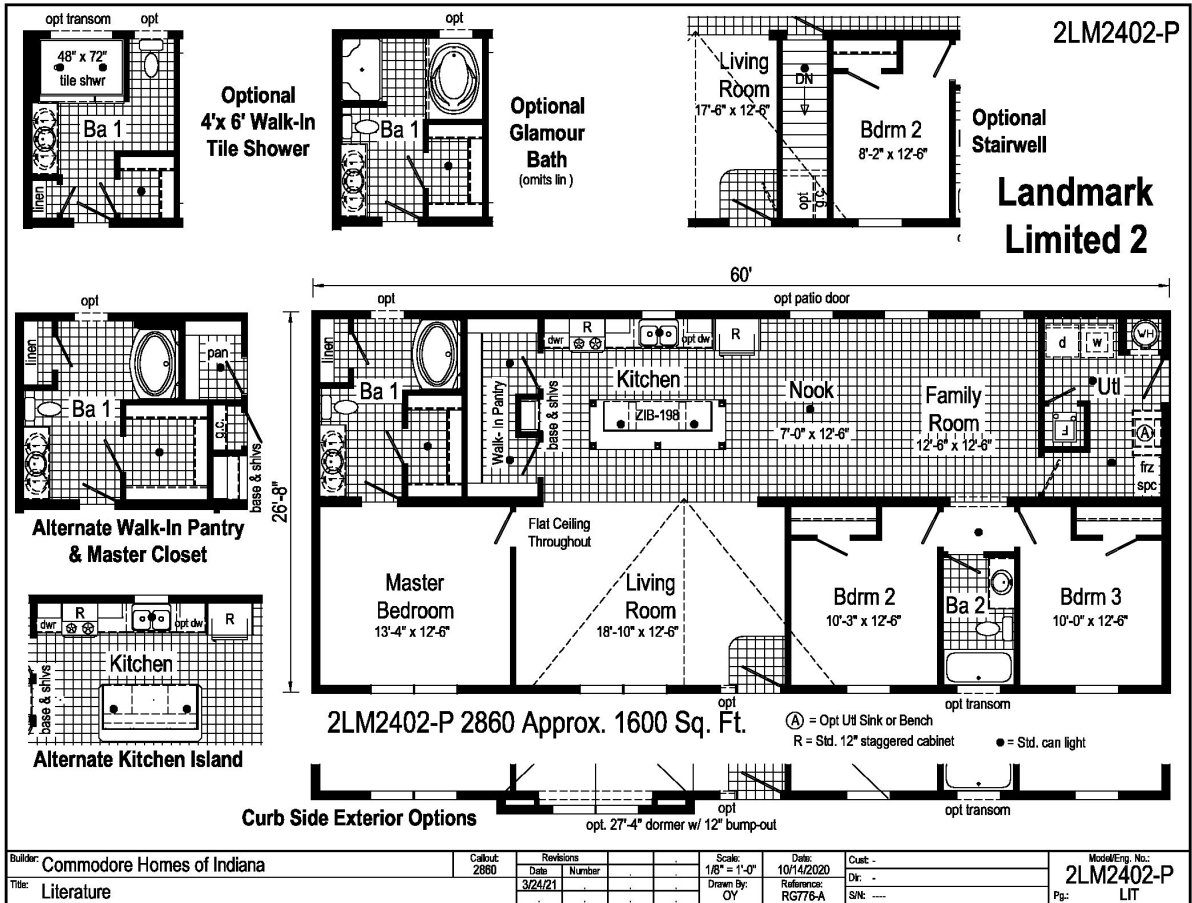 2LM2402-P
opt transom
opt
48" x 72"
tile shwr
Ba 1
linen
Optional
4'x 6' Walk-In
Tile Shower
opt
Ba 1
Optional
Glamour
Bath
(omits lin )
Living
Room
17'-6" x 12'-6"
DN
opt
g.c.
Bdrm 2
8'-2" x 12'-6"
Optional
Stairwell
Landmark
Limited 2
60'
26'-8"
opt
linen
Ba 1
pan
g.c.
base & shlvs
Alternate Walk-In Pantry
& Master Closet
opt
opt patio door
linen
Ba 1
Walk- In Pantry
base & shlvs
dwr
R
opt dw
R
Kitchen
ZIB-198
Nook
7'-0" x 12'-6"
Family
Room
12'-6" x 12'-6"
d
w
WH
Utl
A
frz
spc
Flat Ceiling
Throughout
Master
Bedroom
13'-4" x 12'-6"
Living
Room
18'-10" x 12'-6"
Bdrm 2
10'-3" x 12'-6"
Ba 2
Bdrm 3
10'-0" x 12'-6"
dwr
R
opt dw
R
Kitchen
base & shlvs
Alternate Kitchen Island
opt
opt transom
2LM2402-P 2860 Approx. 1600 Sq. Ft.
A = Opt Utl Sink or Bench
R = Std. 12" staggered cabinet
● = Std. can light
Curb Side Exterior Options
opt
opt. 27'-4" dormer w/ 12" bump-out
opt transom
Builder: Commodore Homes of Indiana
Title: Literature
Callout:
2860
Revisions
Date Number
3/24/21
Scale:
1/8" = 1'-0"
Drawn By:
OY
Date:
10/14/2020
Reference:
RG776-A
Cust: -
Dlr: -
S/N: ----
Model/Eng. No.:
2LM2402-P
Pg.: LIT